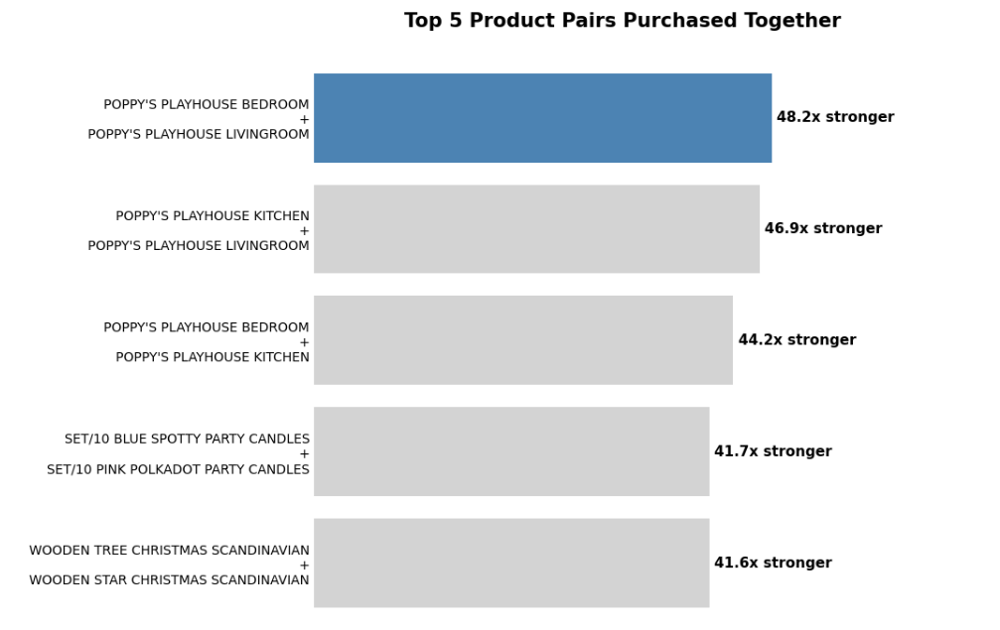 Top 5 Product Pairs Purchased Together
POPPY'S PLAYHOUSE BEDROOM
+
POPPY'S PLAYHOUSE LIVINGROOM
48.2x stronger
POPPY'S PLAYHOUSE KITCHEN
+
POPPY'S PLAYHOUSE LIVINGROOM
46.9x stronger
POPPY'S PLAYHOUSE BEDROOM
+
POPPY'S PLAYHOUSE KITCHEN
44.2x stronger
SET/10 BLUE SPOTTY PARTY CANDLES
+
SET/10 PINK POLKADOT PARTY CANDLES
41.7x stronger
WOODEN TREE CHRISTMAS SCANDINAVIAN
+
WOODEN STAR CHRISTMAS SCANDINAVIAN
41.6x stronger